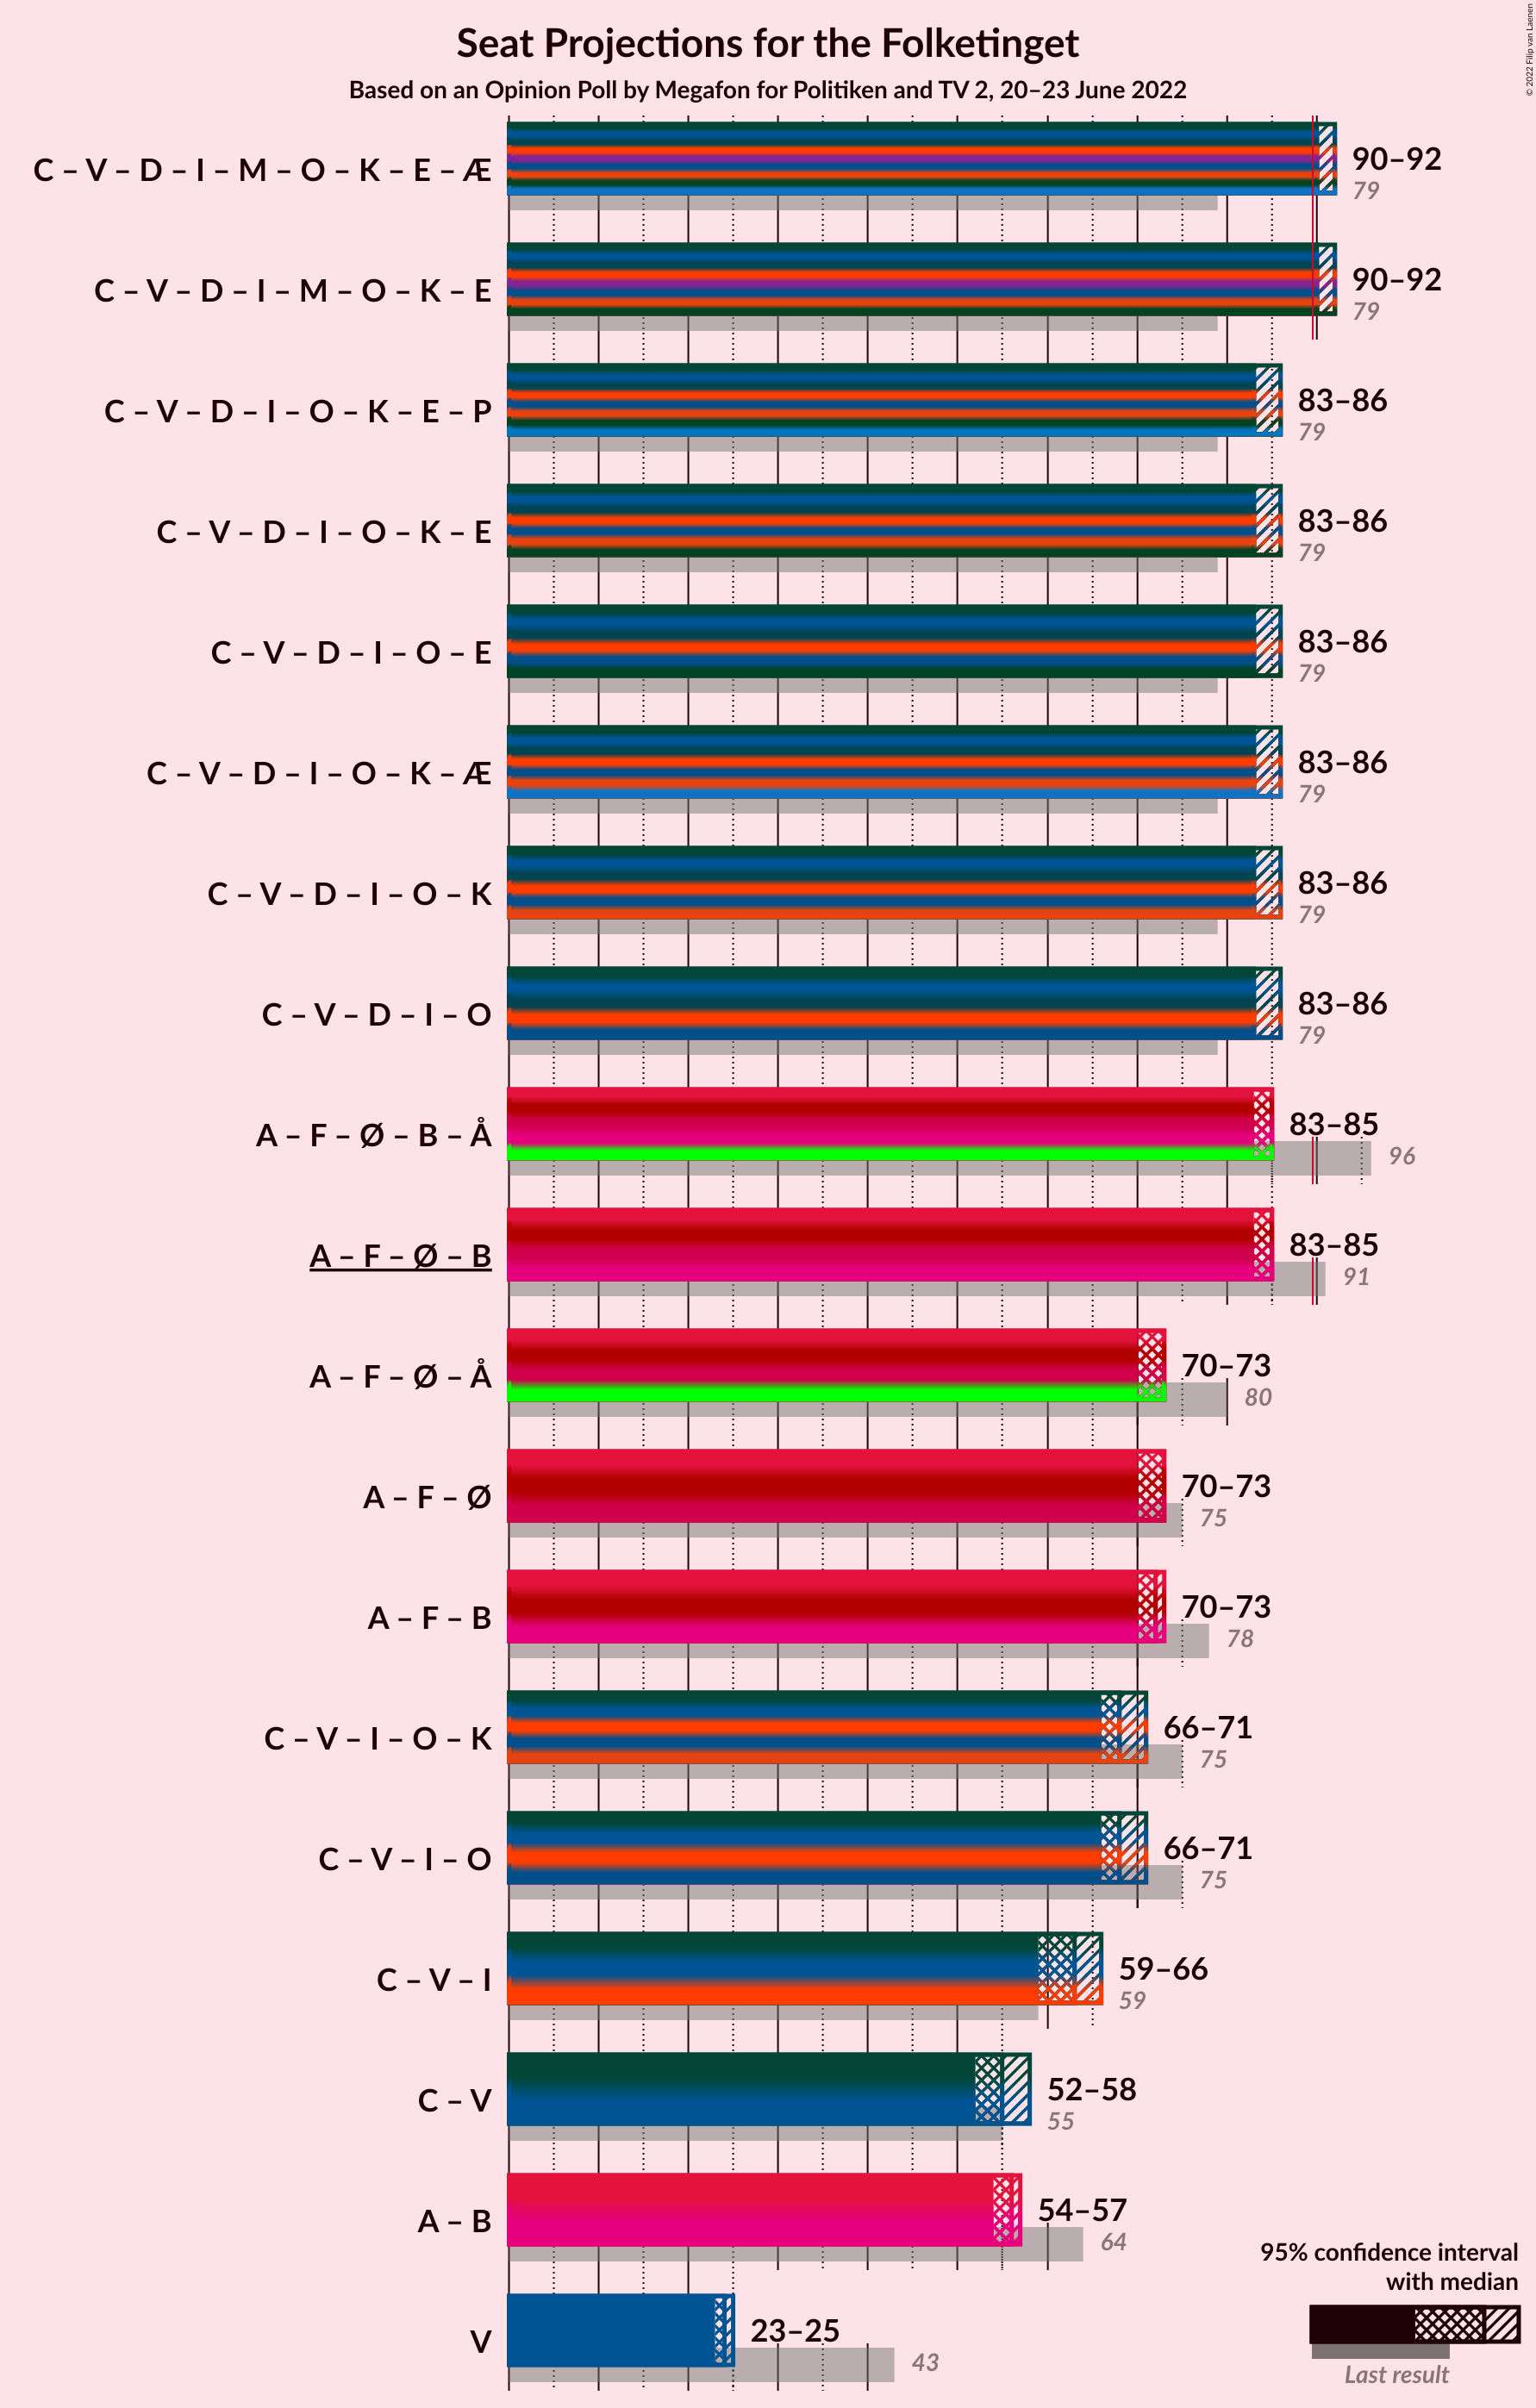 Seat Projections for the Folketinget
Based on an Opinion Poll by Megafon for Politiken and TV 2, 20–23 June 2022
© 2022 Filip van Laenen
C – V – D – I – M – O – K – E – Æ
90–92
79
C – V – D – I – M – O – K – E
90–92
79
C – V – D – I – O – K – E – P
83–86
79
C – V – D – I – O – K – E
83–86
79
C – V – D – I – O – E
83–86
79
C – V – D – I – O – K – Æ
83–86
79
C – V – D – I – O – K
83–86
79
C – V – D – I – O
83–86
79
A – F – Ø – B – Å
83–85
96
A – F – Ø – B
83–85
91
A – F – Ø – Å
70–73
80
A – F – Ø
70–73
75
A – F – B
70–73
78
C – V – I – O – K
66–71
75
C – V – I – O
66–71
75
C – V – I
59–66
59
C – V
52–58
55
A – B
54–57
64
V
23–25
43
95% confidence interval
with median
Last result